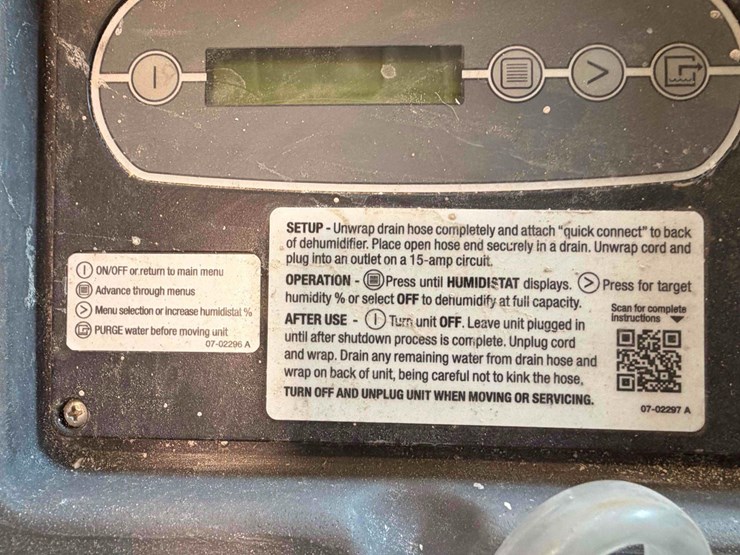 ON/OFF or return to main menu
Advance through menus
Menu selection or increase humidistat %
PURGE water before moving unit
07-02296 A
SETUP - Unwrap drain hose completely and attach "quick connect" to back
of dehumidifier. Place open hose end securely in a drain. Unwrap cord and
plug into an outlet on a 15-amp circuit.
OPERATION - Press until HUMIDISTAT displays. Press for target
humidity % or select OFF to dehumidify at full capacity.
AFTER USE - Turn unit OFF. Leave unit plugged in
until after shutdown process is complete. Unplug cord
and wrap. Drain any remaining water from drain hose and
wrap on back of unit, being careful not to kink the hose.
TURN OFF AND UNPLUG UNIT WHEN MOVING OR SERVICING.
Scan for complete
instructions
07-02297 A